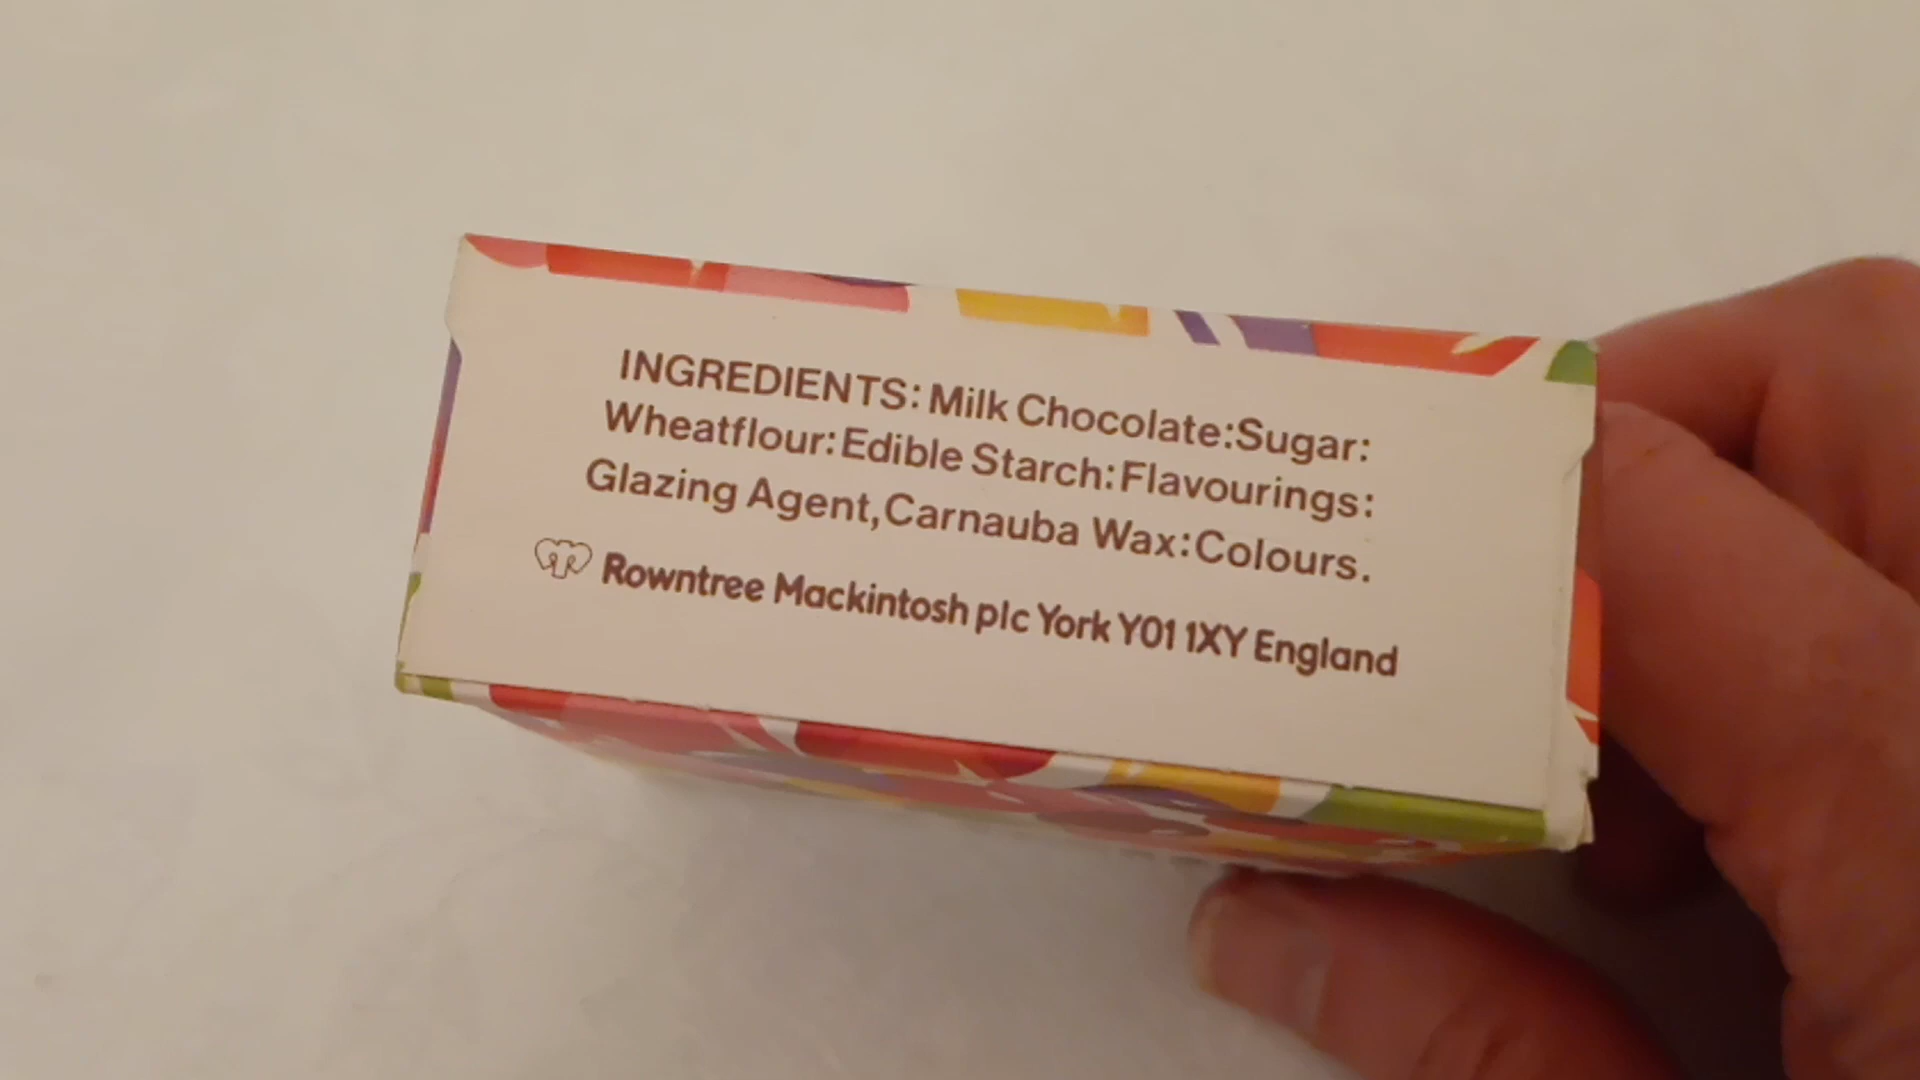 INGREDIENTS: Milk Chocolate:Sugar:
Wheatflour:Edible Starch:Flavourings:
Glazing Agent,Carnauba Wax:Colours.
Rowntree Mackintosh plc York YO1 1XY England